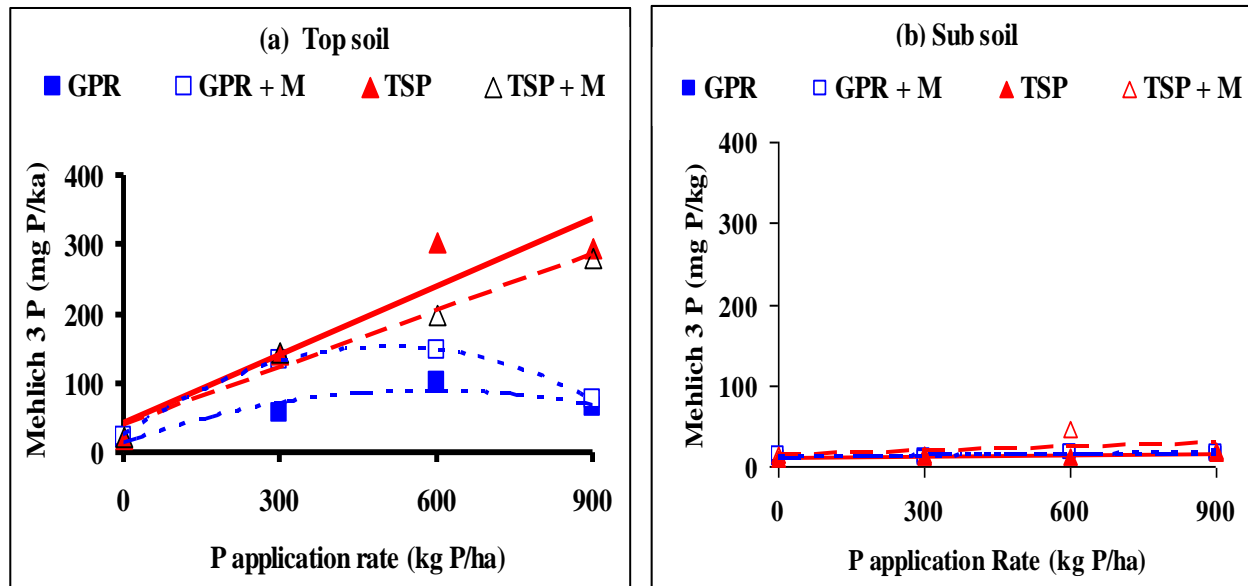 (a) Top soil
GPR GPR + M TSP TSP + M
Mehlich 3 P (mg P/ka)
400
300
200
100
0
0 300 600 900
P application rate (kg P/ha)
(b) Sub soil
GPR GPR + M TSP TSP + M
Mehlich 3 P (mg P/kg)
400
300
200
100
0
0 300 600 900
P application Rate (kg P/ha)